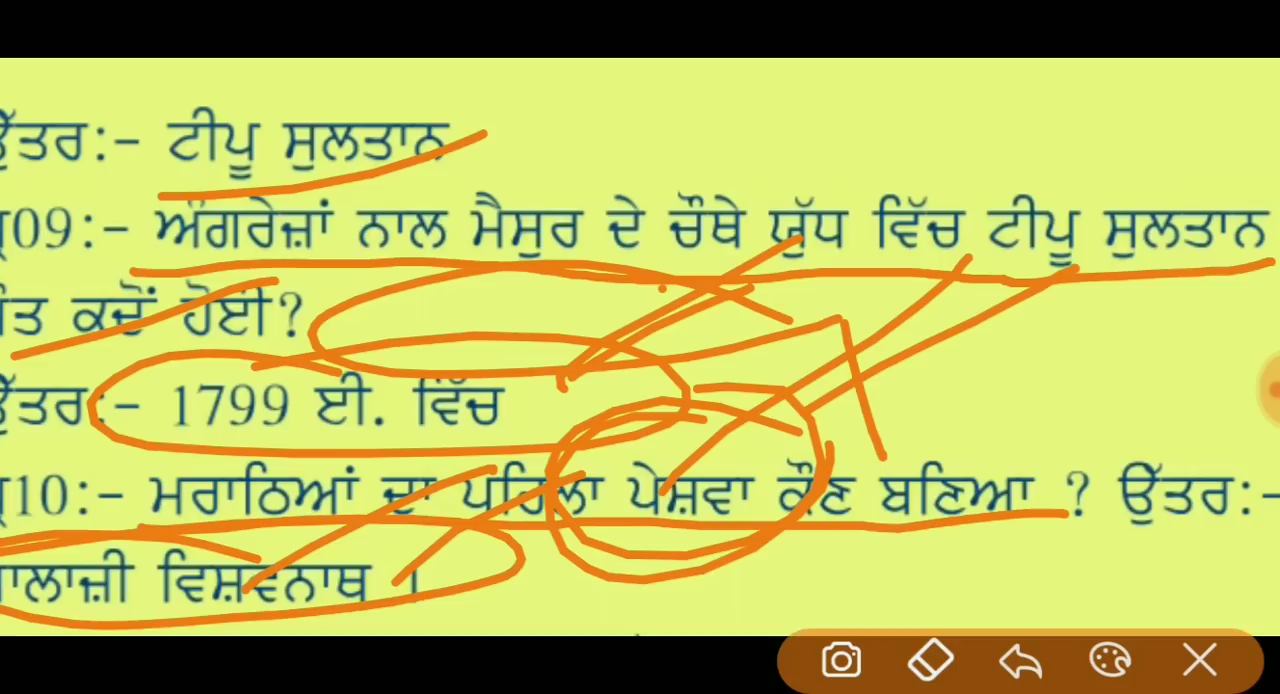 ਉੱਤਰ:- ਟੀਪੂ ਸੁਲਤਾਨ
09:- ਅੰਗਰੇਜ਼ਾਂ ਨਾਲ ਮੈਸੂਰ ਦੇ ਚੌਥੇ ਯੁੱਧ ਵਿੱਚ ਟੀਪੂ ਸੁਲਤਾਨ
ਕਦੋਂ ਹੋਈ?
ਉੱਤਰ:- 1799 ਈ. ਵਿੱਚ
10:- ਮਰਾਠਿਆਂ ਦਾ ਪਹਿਲਾ ਪੇਸ਼ਵਾ ਕੌਣ ਬਣਿਆ ? ਉੱਤਰ:-
ਬਾਲਾਜ਼ੀ ਵਿਸ਼ਵਨਾਥ ।